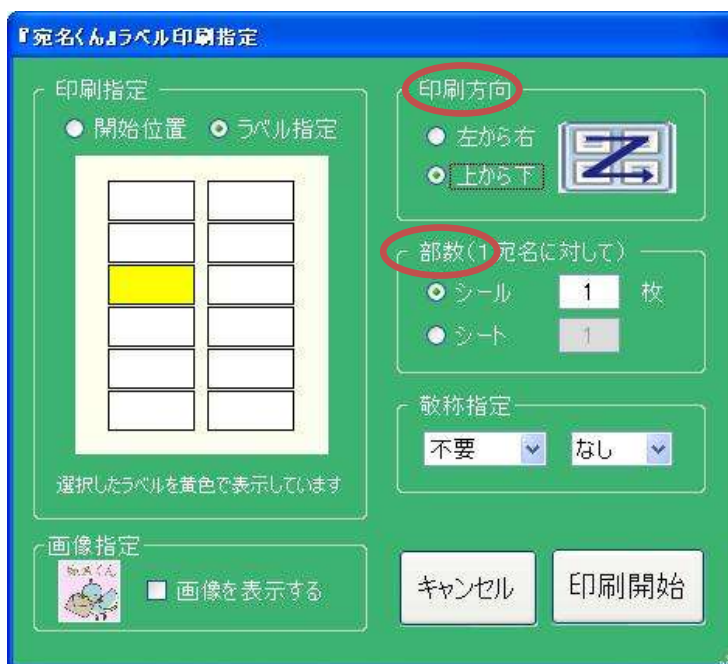 『宛名くん』ラベル印刷指定
印刷指定
開始位置 ラベル指定
選択したラベルを黄色で表示しています
画像指定
宛名くん
画像を表示する
印刷方向
左から右
上から下
部数(1宛名に対して)
シール 1 枚
シート 1
敬称指定
不要 なし
キャンセル 印刷開始